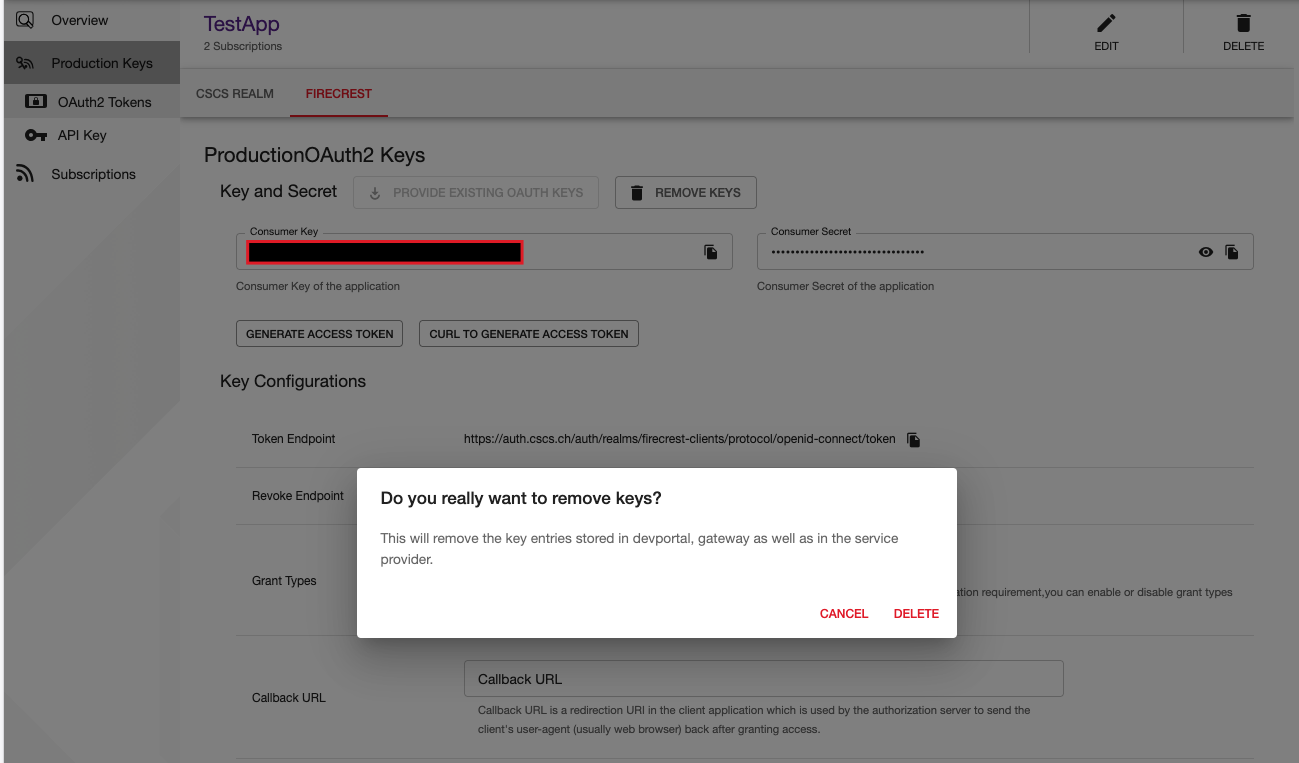 Overview
Production Keys
OAuth2 Tokens
API Key
Subscriptions
TestApp
2 Subscriptions
EDIT
DELETE
CSCS REALM
FIRECREST
ProductionOAuth2 Keys
Key and Secret
PROVIDE EXISTING OAUTH KEYS
REMOVE KEYS
Consumer Key
Consumer Key of the application
Consumer Secret
••••••••••••••••••••••••••••••••
Consumer Secret of the application
GENERATE ACCESS TOKEN
CURL TO GENERATE ACCESS TOKEN
Key Configurations
Token Endpoint
https://auth.cscs.ch/auth/realms/firecrest-clients/protocol/openid-connect/token
Revoke Endpoint
Do you really want to remove keys?
This will remove the key entries stored in devportal, gateway as well as in the service
provider.
CANCEL
DELETE
Grant Types
requirement,you can enable or disable grant types
Callback URL
Callback URL
Callback URL is a redirection URI in the client application which is used by the authorization server to send the
client's user-agent (usually web browser) back after granting access.